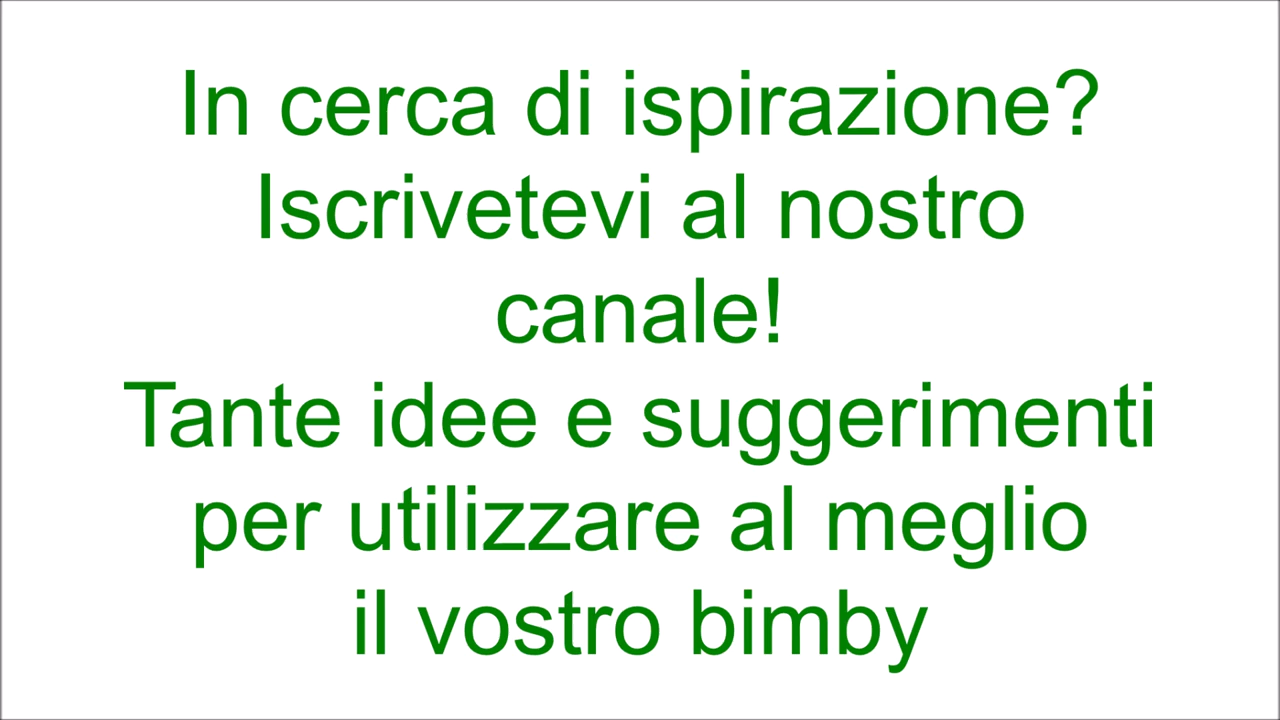 In cerca di ispirazione?
Iscrivetevi al nostro
canale!
Tante idee e suggerimenti
per utilizzare al meglio
il vostro bimby